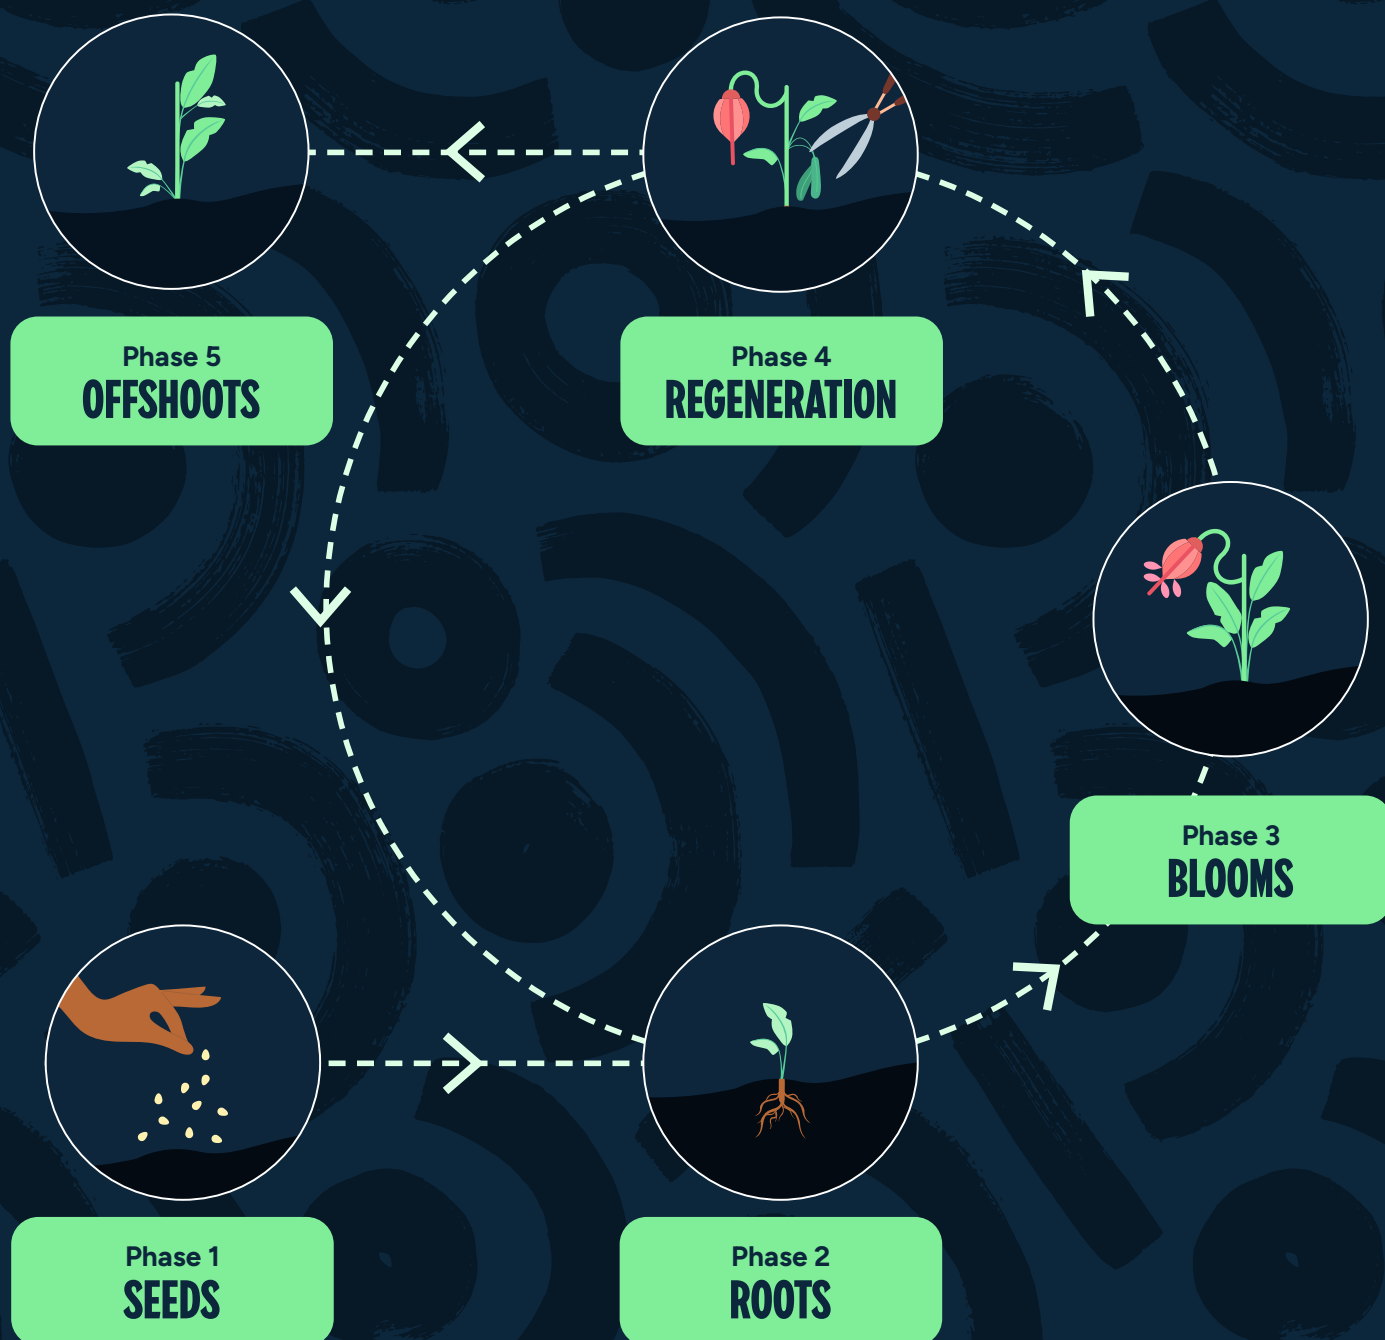 Phase 5
OFFSHOOTS
Phase 4
REGENERATION
Phase 3
BLOOMS
Phase 1
SEEDS
Phase 2
ROOTS